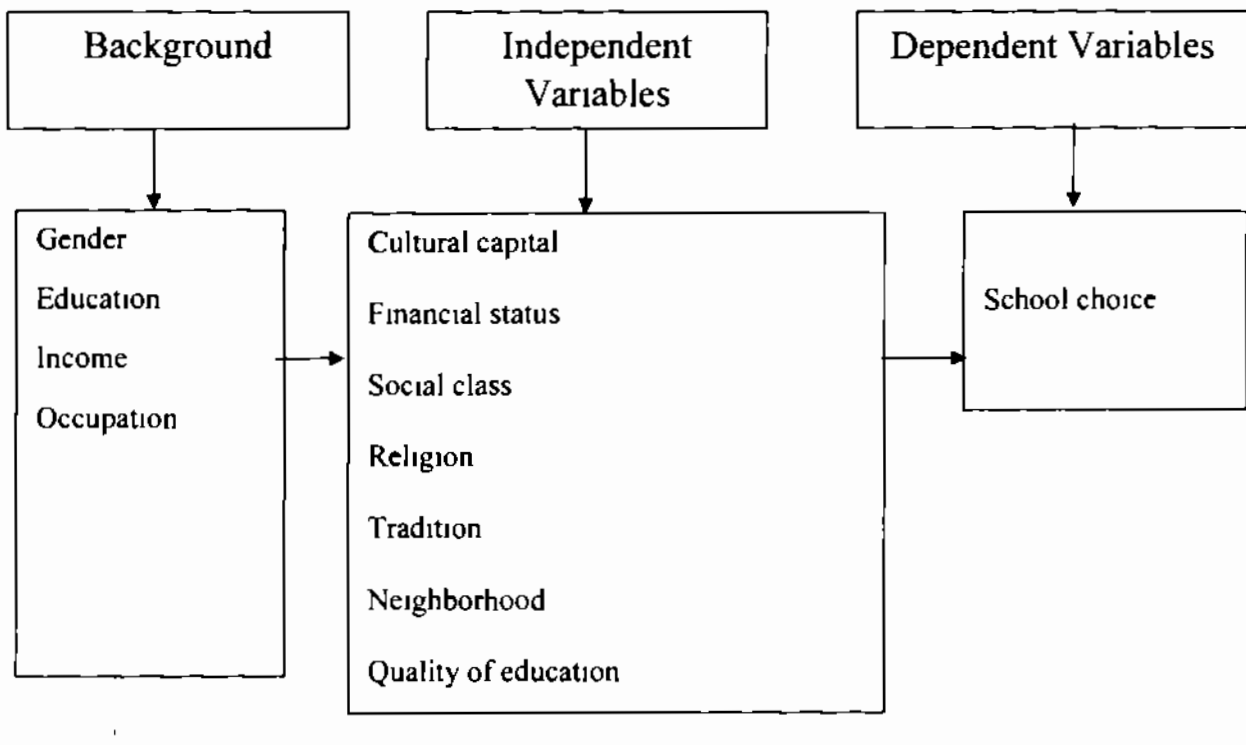 Background
Independent
Variables
Dependent Variables
Gender
Education
Income
Occupation
Cultural capital
Financial status
Social class
Religion
Tradition
Neighborhood
Quality of education
School choice